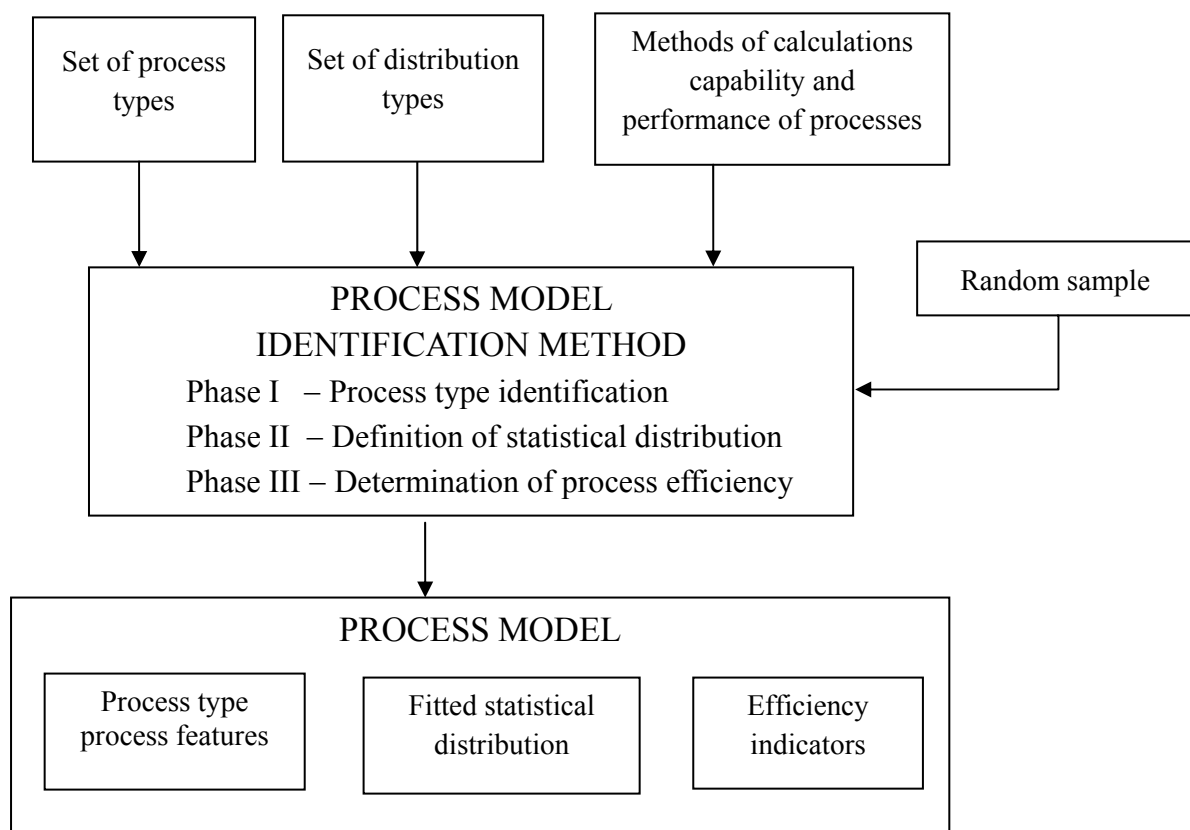 Set of process
types
Set of distribution
types
Methods of calculations
capability and
performance of processes
Random sample
PROCESS MODEL
IDENTIFICATION METHOD
Phase I – Process type identification
Phase II – Definition of statistical distribution
Phase III – Determination of process efficiency
PROCESS MODEL
Process type
process features
Fitted statistical
distribution
Efficiency
indicators